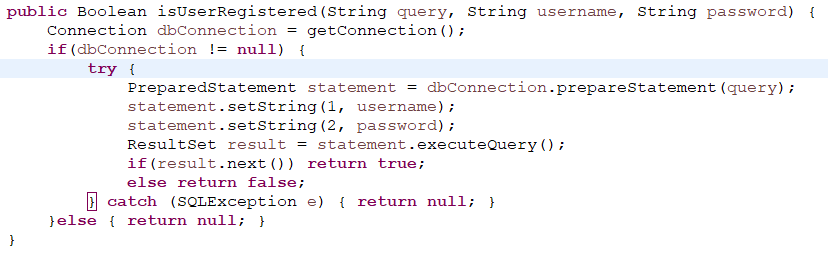 public Boolean isUserRegistered(String query, String username, String password) {
    Connection dbConnection = getConnection();
    if(dbConnection != null) {
        try {
            PreparedStatement statement = dbConnection.prepareStatement(query);
            statement.setString(1, username);
            statement.setString(2, password);
            ResultSet result = statement.executeQuery();
            if(result.next()) return true;
            else return false;
        } catch (SQLException e) { return null; }
    }else { return null; }
}